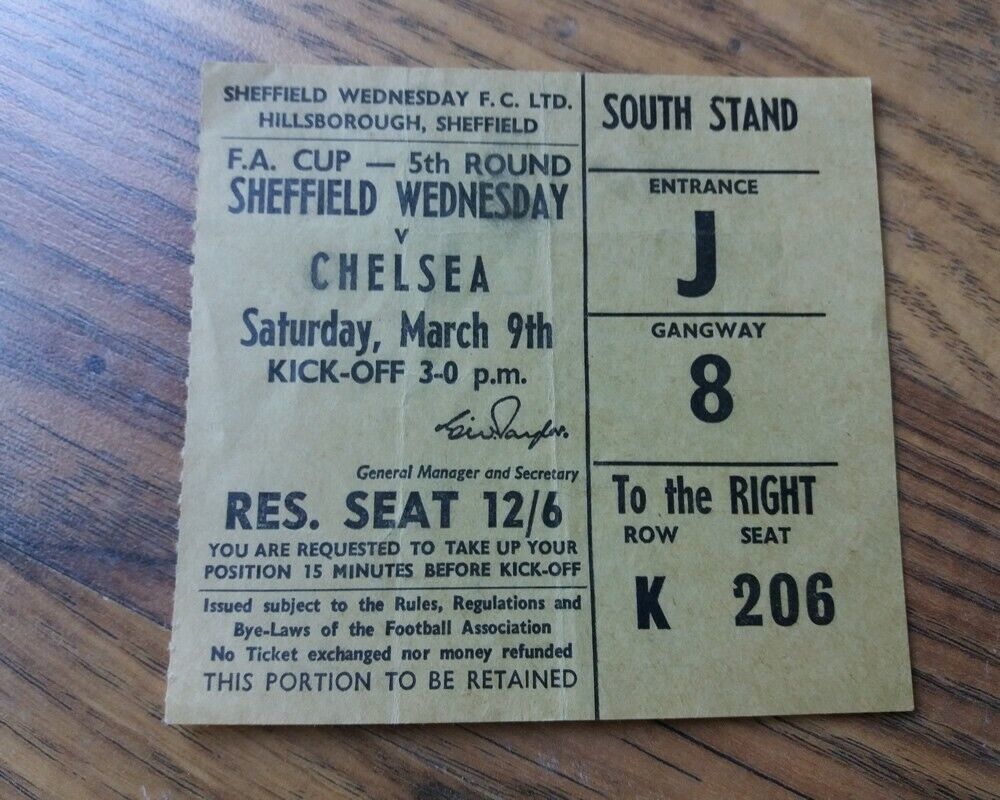 SHEFFIELD WEDNESDAY F.C. LTD.
HILLSBOROUGH, SHEFFIELD
F.A. CUP — 5th ROUND
SHEFFIELD WEDNESDAY
v
CHELSEA
Saturday, March 9th
KICK-OFF 3-0 p.m.
General Manager and Secretary
RES. SEAT 12/6
YOU ARE REQUESTED TO TAKE UP YOUR
POSITION 15 MINUTES BEFORE KICK-OFF
Issued subject to the Rules, Regulations and
Bye-Laws of the Football Association
No Ticket exchanged nor money refunded
THIS PORTION TO BE RETAINED
SOUTH STAND
ENTRANCE
J
GANGWAY
8
To the RIGHT
ROW SEAT
K 206